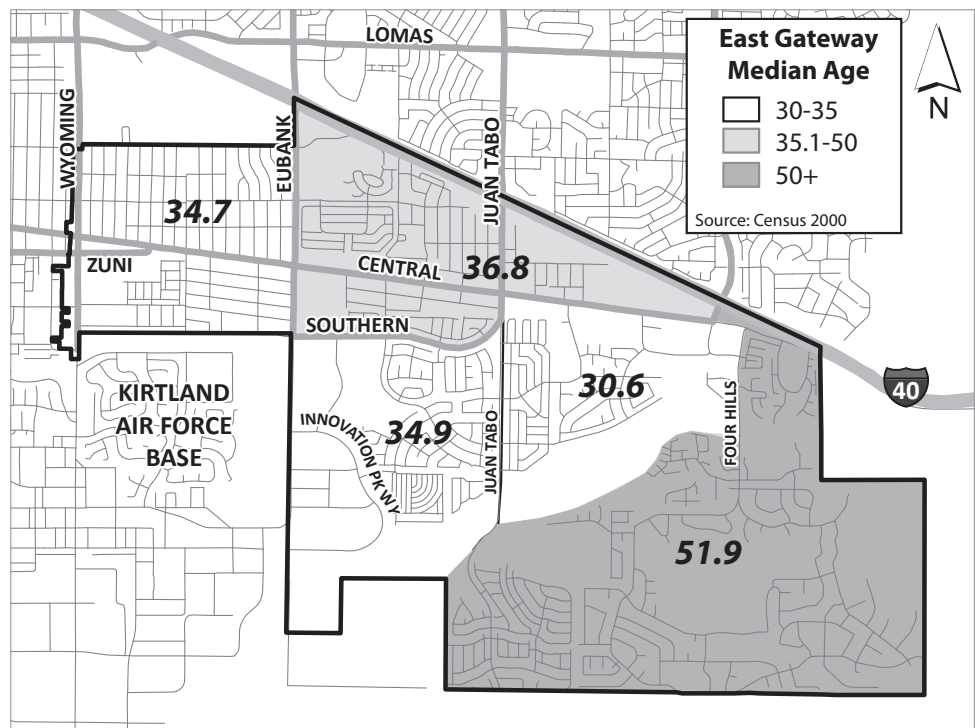 LOMAS
East Gateway
Median Age
30-35
35.1-50
50+
Source: Census 2000
N
WYOMING
EUBANK
JUAN TABO
34.7
36.8
CENTRAL
ZUNI
SOUTHERN
KIRTLAND
AIR FORCE
BASE
INNOVATION PKWY
34.9
JUAN TABO
30.6
FOUR HILLS
40
51.9